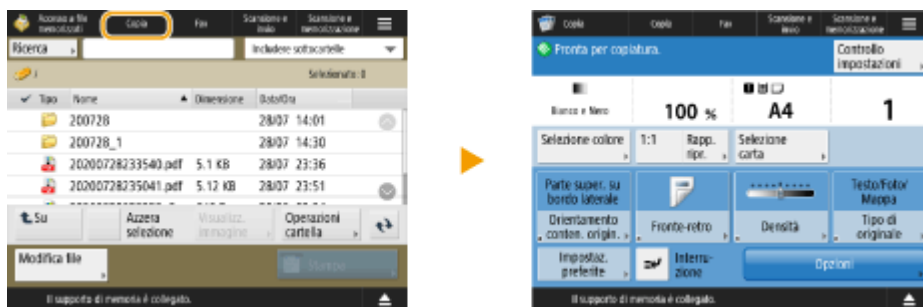 Accesso a file
memorizzati
Copia
Fax
Scansione e
invio
Scansione e
memorizzazione
Ricerca
Includere sottocartelle
/
Selezionato: 0
Tipo Nome Dimensione Data/Ora
200728 28/07 14:01
200728_1 28/07 14:30
20200728233540.pdf 5.1 KB 28/07 23:36
20200728235041.pdf 5.12 KB 28/07 23:51
Su
Azzera
selezione
Visualizz.
immagine
Operazioni
cartella
Modifica file
Stampa
Il supporto di memoria è collegato.
Copia
Copia
Fax
Scansione e
invio
Scansione e
memorizzazione
Pronta per copiatura.
Controllo
impostazioni
Bianco e Nero
100 %
1
A4
1
Selezione colore
1:1
Rapp.
ripr.
Selezione
carta
Parte super. su
bordo laterale
Orientamento
conten. origin.
Fronte-retro
Densità
Testo/Foto/
Mappa
Tipo di
originale
Impostaz.
preferite
Interru-
zione
Opzioni
Il supporto di memoria è collegato.